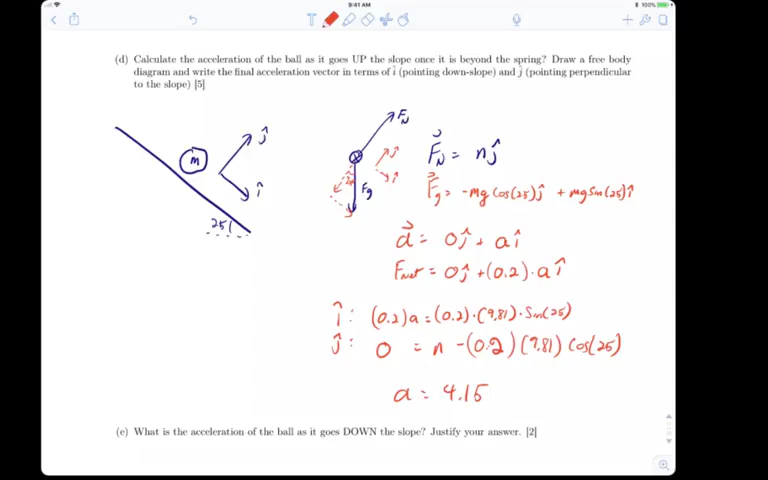 9:41 AM
100%
(d) Calculate the acceleration of the ball as it goes UP the slope once it is beyond the spring? Draw a free body
diagram and write the final acceleration vector in terms of î (pointing down-slope) and ĵ (pointing perpendicular
to the slope) [5]
m
ĵ
î
25
F_N
ĵ
î
Fg
F⃗_N = nĵ
F⃗g = -mg cos(25)ĵ + mg sin(25) î
a⃗ = 0ĵ + aî
F_net = 0ĵ + (0.2)·aî
î: (0.2)a = (0.2)·(9.81)·Sin(25)
ĵ: 0 = n -(0.2)(9.81) cos(25)
a = 4.15
(e) What is the acceleration of the ball as it goes DOWN the slope? Justify your answer. [2]